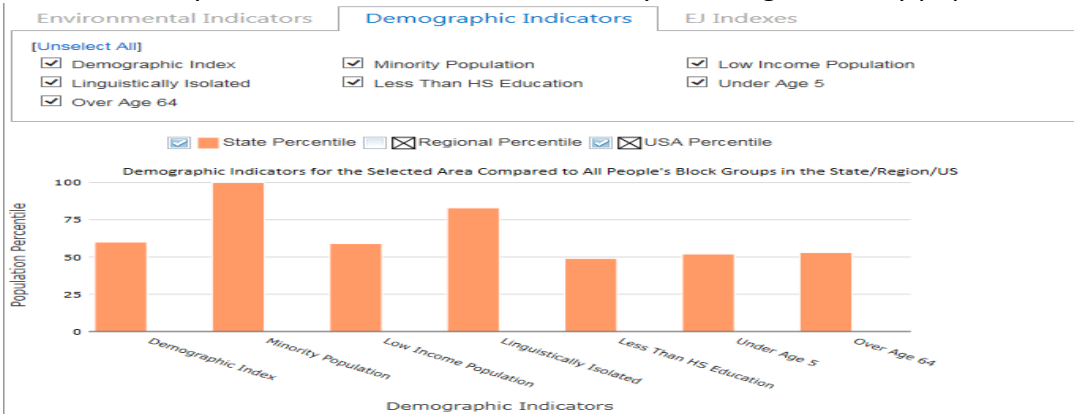 Environmental Indicators Demographic Indicators EJ Indexes
[Unselect All]
Demographic Index Minority Population Low Income Population
Linguistically Isolated Less Than HS Education Under Age 5
Over Age 64
State Percentile Regional Percentile USA Percentile
Demographic Indicators for the Selected Area Compared to All People's Block Groups in the State/Region/US
Population Percentile
100
75
50
25
0
Demographic Index
Minority Population
Low Income Population
Linguistically Isolated
Less Than HS Education
Under Age 5
Over Age 64
Demographic Indicators